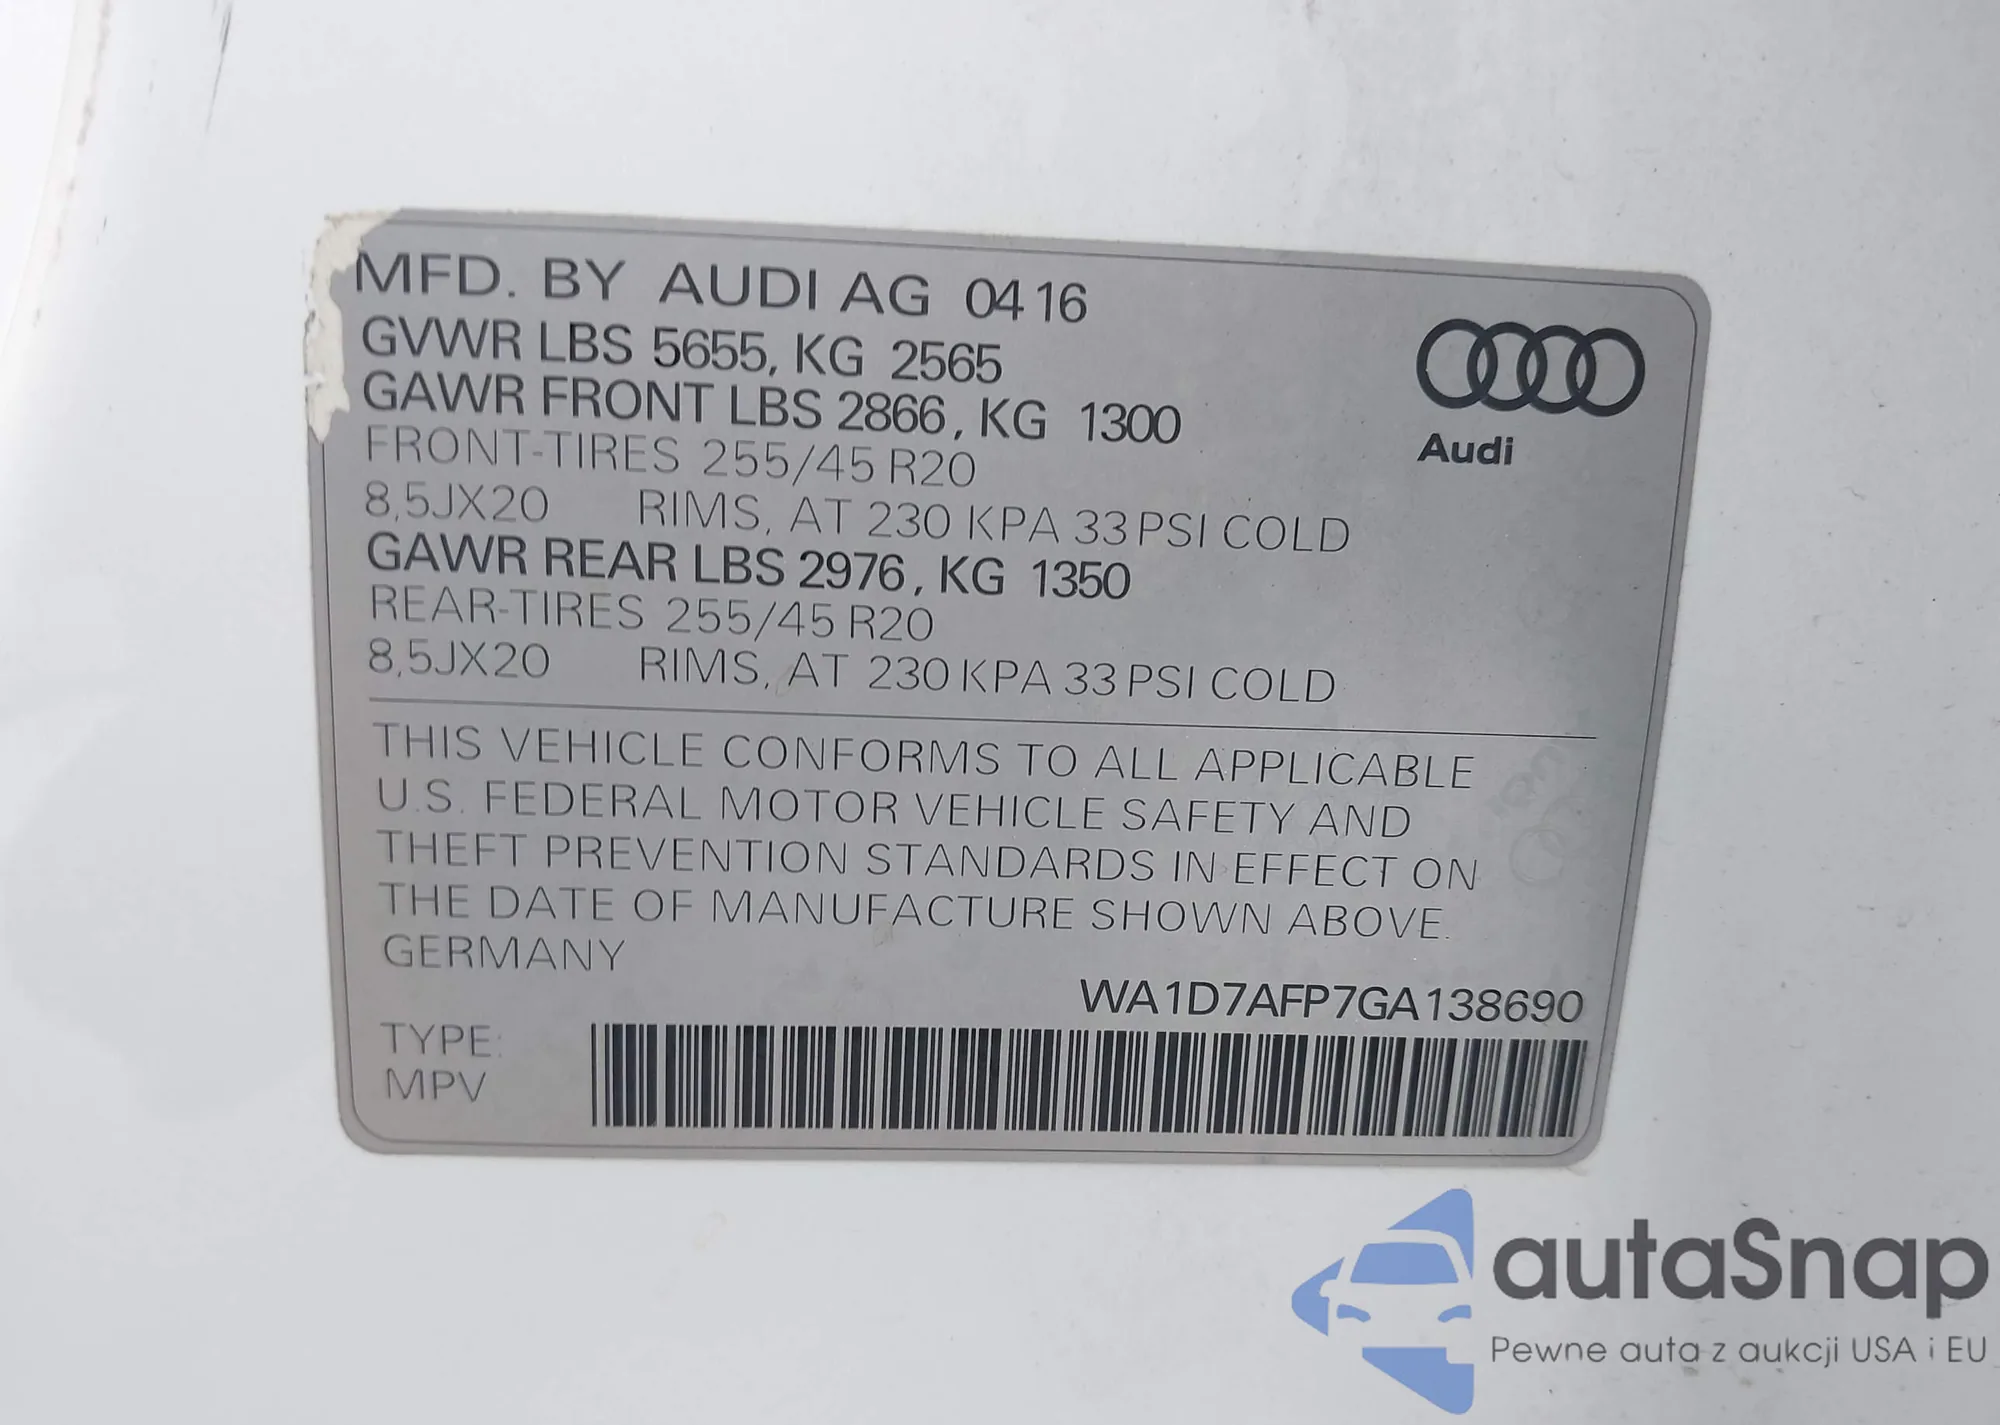 MFD. BY AUDI AG 0416
GVWR LBS 5655, KG 2565
GAWR FRONT LBS 2866, KG 1300
FRONT-TIRES 255/45 R20
8,5JX20 RIMS, AT 230 KPA 33 PSI COLD
GAWR REAR LBS 2976, KG 1350
REAR-TIRES 255/45 R20
8,5JX20 RIMS, AT 230 KPA 33 PSI COLD
Audi
THIS VEHICLE CONFORMS TO ALL APPLICABLE
U.S. FEDERAL MOTOR VEHICLE SAFETY AND
THEFT PREVENTION STANDARDS IN EFFECT ON
THE DATE OF MANUFACTURE SHOWN ABOVE.
GERMANY
WA1D7AFP7GA138690
TYPE:
MPV
autaSnap
Pewne auta z aukcji USA i EU